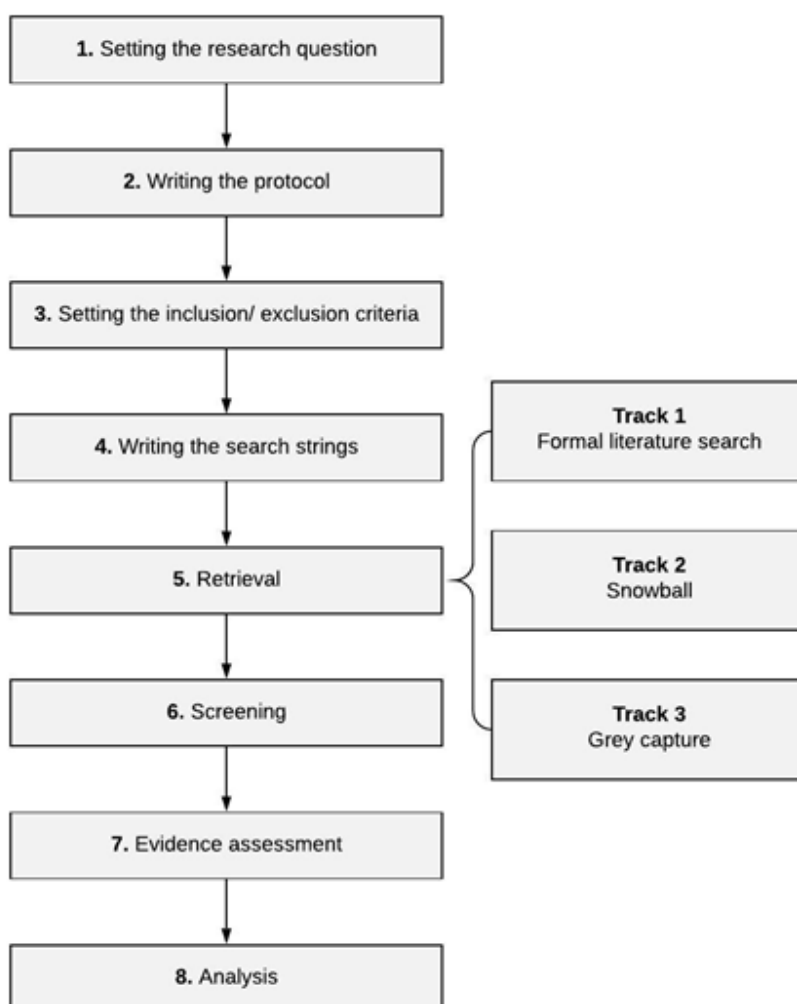 1. Setting the research question
2. Writing the protocol
3. Setting the inclusion/ exclusion criteria
4. Writing the search strings
5. Retrieval
Track 1
Formal literature search
Track 2
Snowball
Track 3
Grey capture
6. Screening
7. Evidence assessment
8. Analysis